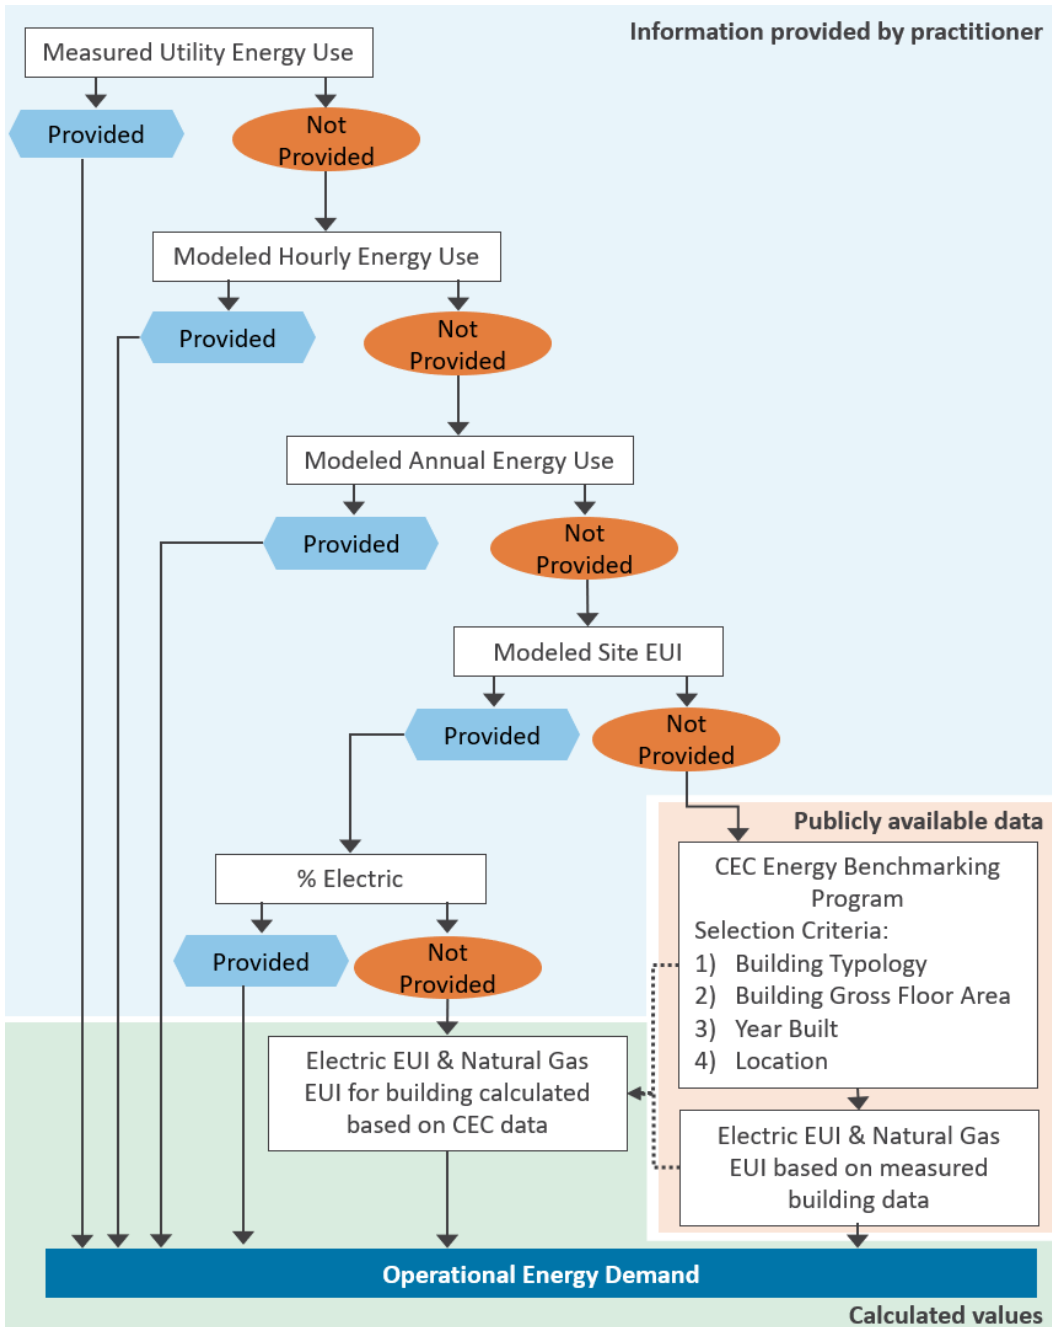 Information provided by practitioner
Measured Utility Energy Use
Provided
Not
Provided
Modeled Hourly Energy Use
Provided
Not
Provided
Modeled Annual Energy Use
Provided
Not
Provided
Modeled Site EUI
Provided
Not
Provided
Publicly available data
CEC Energy Benchmarking
Program
Selection Criteria:
1) Building Typology
2) Building Gross Floor Area
3) Year Built
4) Location
% Electric
Provided
Not
Provided
Electric EUI & Natural Gas
EUI for building calculated
based on CEC data
Electric EUI & Natural Gas
EUI based on measured
building data
Operational Energy Demand
Calculated values